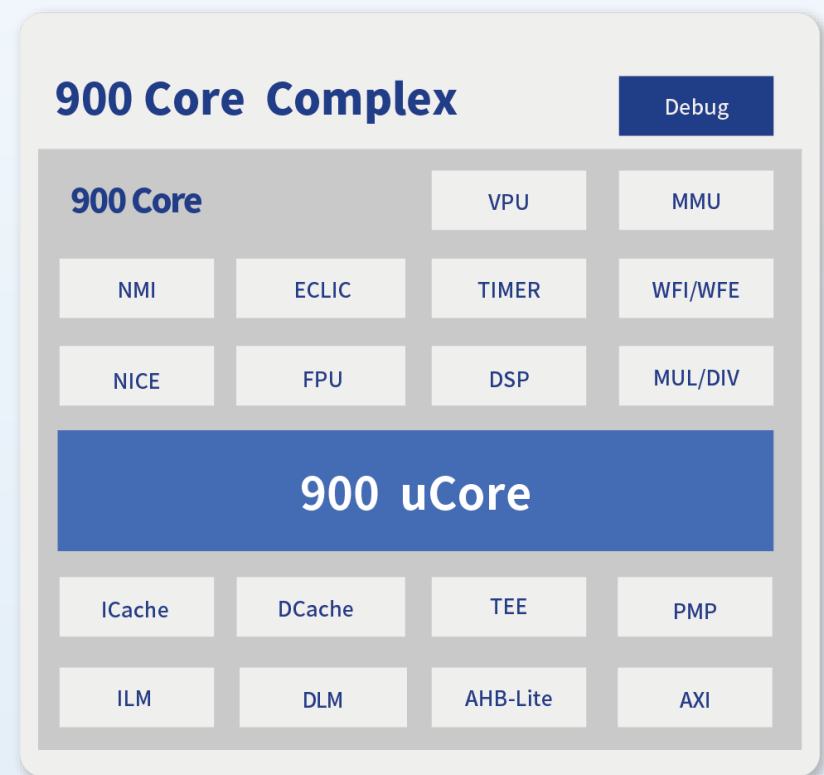 900 Core Complex
Debug
900 Core
VPU
MMU
NMI
ECLIC
TIMER
WFI/WFE
NICE
FPU
DSP
MUL/DIV
900 uCore
ICache
DCache
TEE
PMP
ILM
DLM
AHB-Lite
AXI